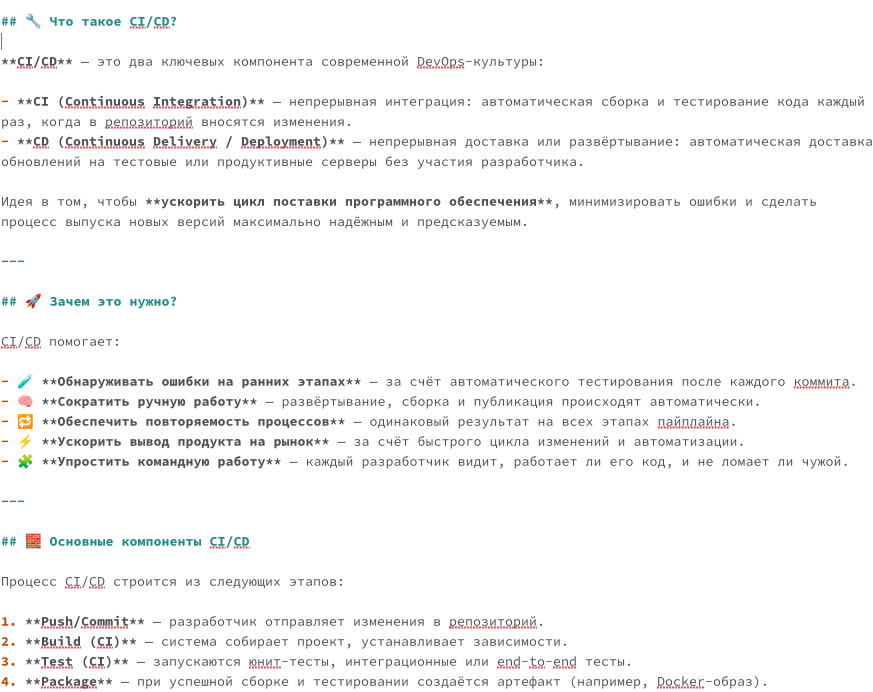 ## 🔧 Что такое CI/CD?
**CI/CD** — это два ключевых компонента современной DevOps-культуры:
- **CI (Continuous Integration)** — непрерывная интеграция: автоматическая сборка и тестирование кода каждый
раз, когда в репозиторий вносятся изменения.
- **CD (Continuous Delivery / Deployment)** — непрерывная доставка или развёртывание: автоматическая доставка
обновлений на тестовые или продуктивные серверы без участия разработчика.
Идея в том, чтобы **ускорить цикл поставки программного обеспечения**, минимизировать ошибки и сделать
процесс выпуска новых версий максимально надёжным и предсказуемым.
---
## 🚀 Зачем это нужно?
CI/CD помогает:
- 🧪 **Обнаруживать ошибки на ранних этапах** — за счёт автоматического тестирования после каждого коммита.
- 🧠 **Сократить ручную работу** — развёртывание, сборка и публикация происходят автоматически.
- 🔁 **Обеспечить повторяемость процессов** — одинаковый результат на всех этапах пайплайна.
- ⚡ **Ускорить вывод продукта на рынок** — за счёт быстрого цикла изменений и автоматизации.
- 🧩 **Упростить командную работу** — каждый разработчик видит, работает ли его код, и не ломает ли чужой.
---
## 🧱 Основные компоненты CI/CD
Процесс CI/CD строится из следующих этапов:
1. **Push/Commit** — разработчик отправляет изменения в репозиторий.
2. **Build (CI)** — система собирает проект, устанавливает зависимости.
3. **Test (CI)** — запускаются юнит-тесты, интеграционные или end-to-end тесты.
4. **Package** — при успешной сборке и тестировании создаётся артефакт (например, Docker-образ).